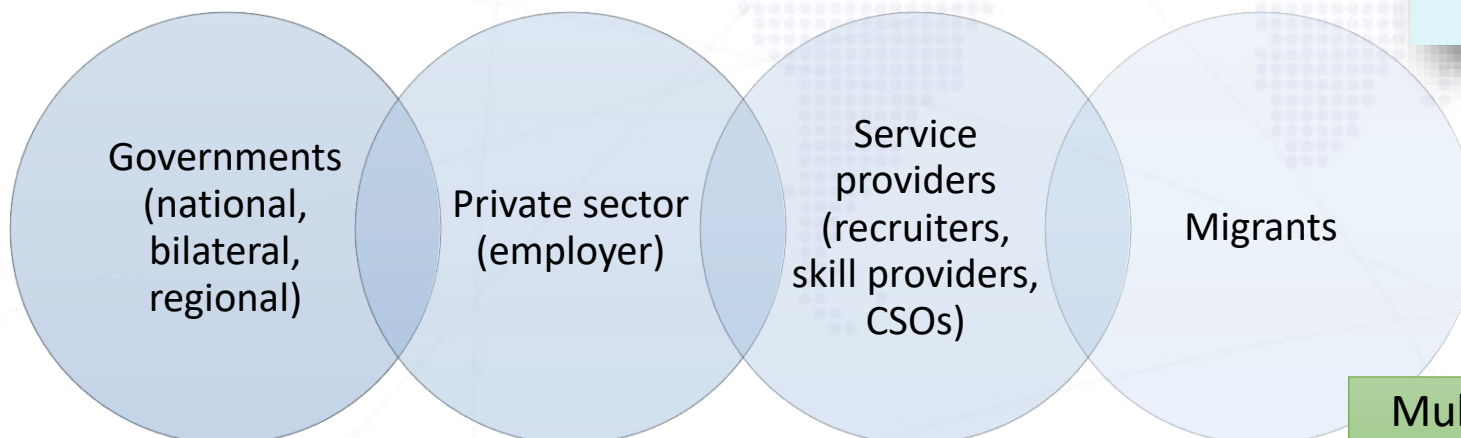 Governments
(national,
bilateral,
regional)
Private sector
(employer)
Service
providers
(recruiters,
skill providers,
CSOs)
Migrants